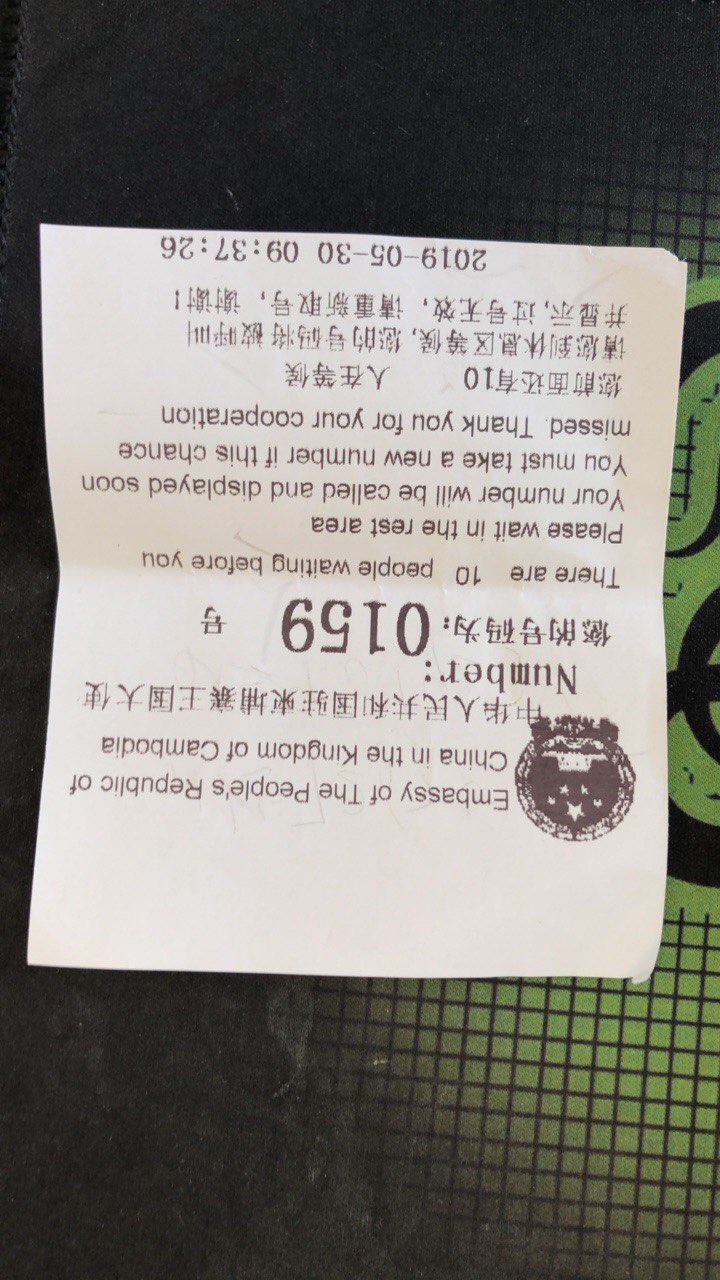 Embassy of The People's Republic of
China in the Kingdom of Cambodia
中华人民共和国驻柬埔寨王国大使
Number:
您的号码为: 0159 号
There are 10 people waiting before you
Please wait in the rest area
Your number will be called and displayed soon
You must take a new number if this chance
missed. Thank you for your cooperation
您前面还有10 人在等候
请您到休息区等候, 您的号码将被呼叫
并显示, 过号无效, 请重新取号, 谢谢!
2019-05-30 09:37:26